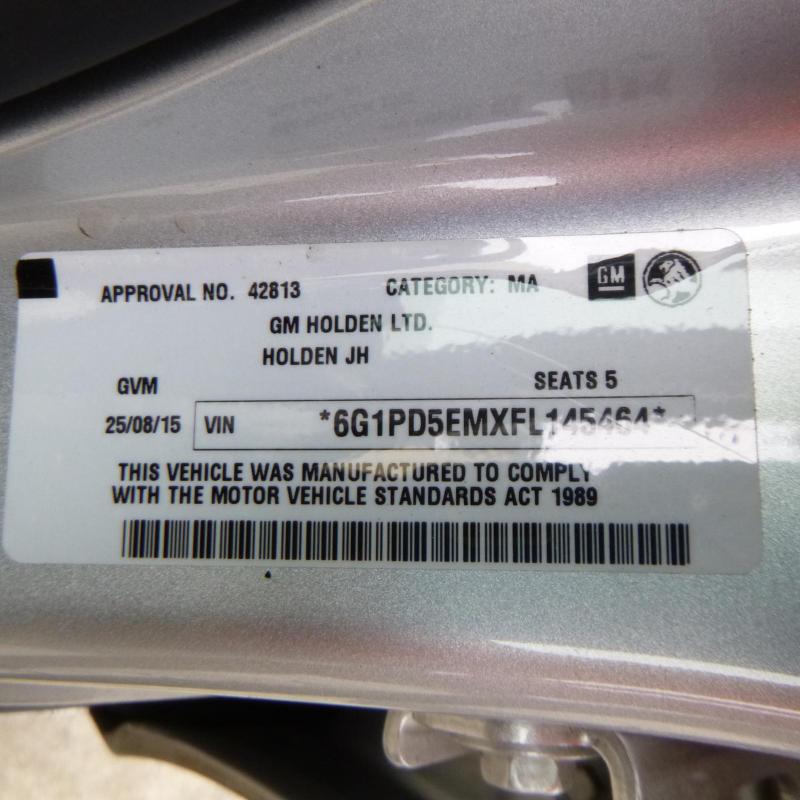 APPROVAL NO. 42813 CATEGORY: MA GM
GM HOLDEN LTD.
HOLDEN JH
GVM SEATS 5
25/08/15 VIN *6G1PD5EMXFL145464*
THIS VEHICLE WAS MANUFACTURED TO COMPLY
WITH THE MOTOR VEHICLE STANDARDS ACT 1989